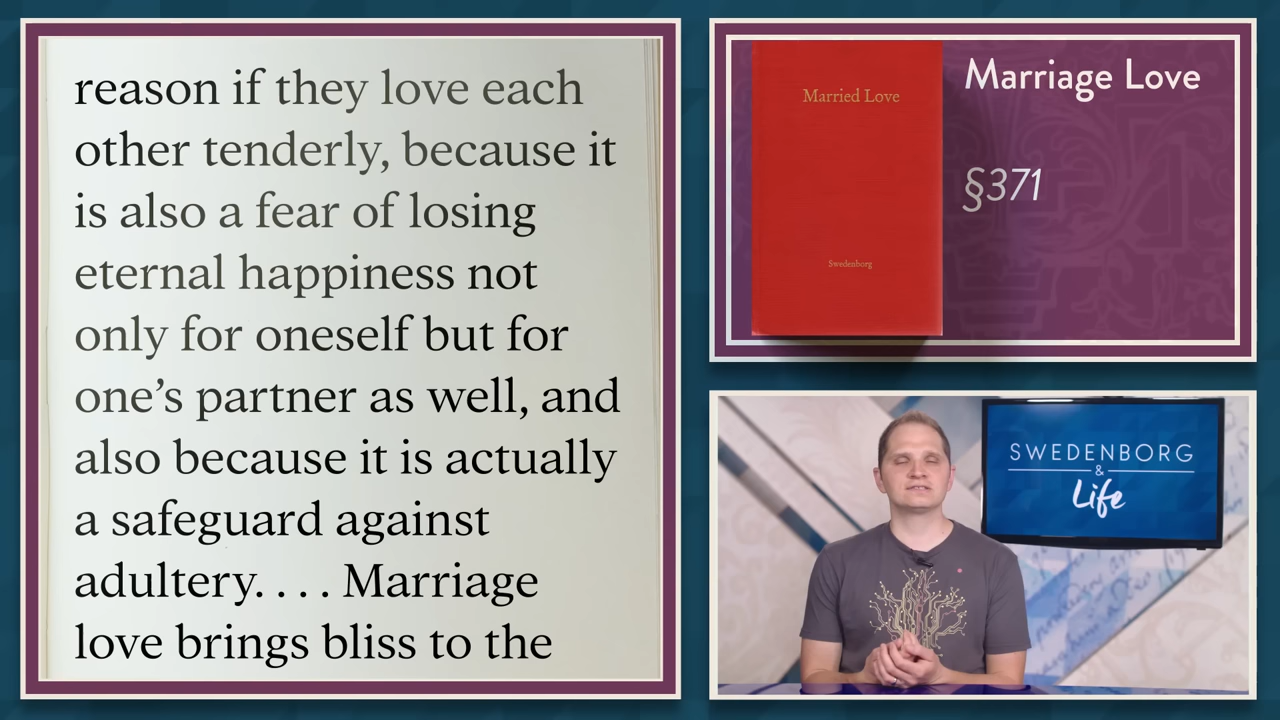 reason if they love each
other tenderly, because it
is also a fear of losing
eternal happiness not
only for oneself but for
one’s partner as well, and
also because it is actually
a safeguard against
adultery. . . . Marriage
love brings bliss to the
Married Love
Swedenborg
Marriage Love
§371
SWEDENBORG
&
Life